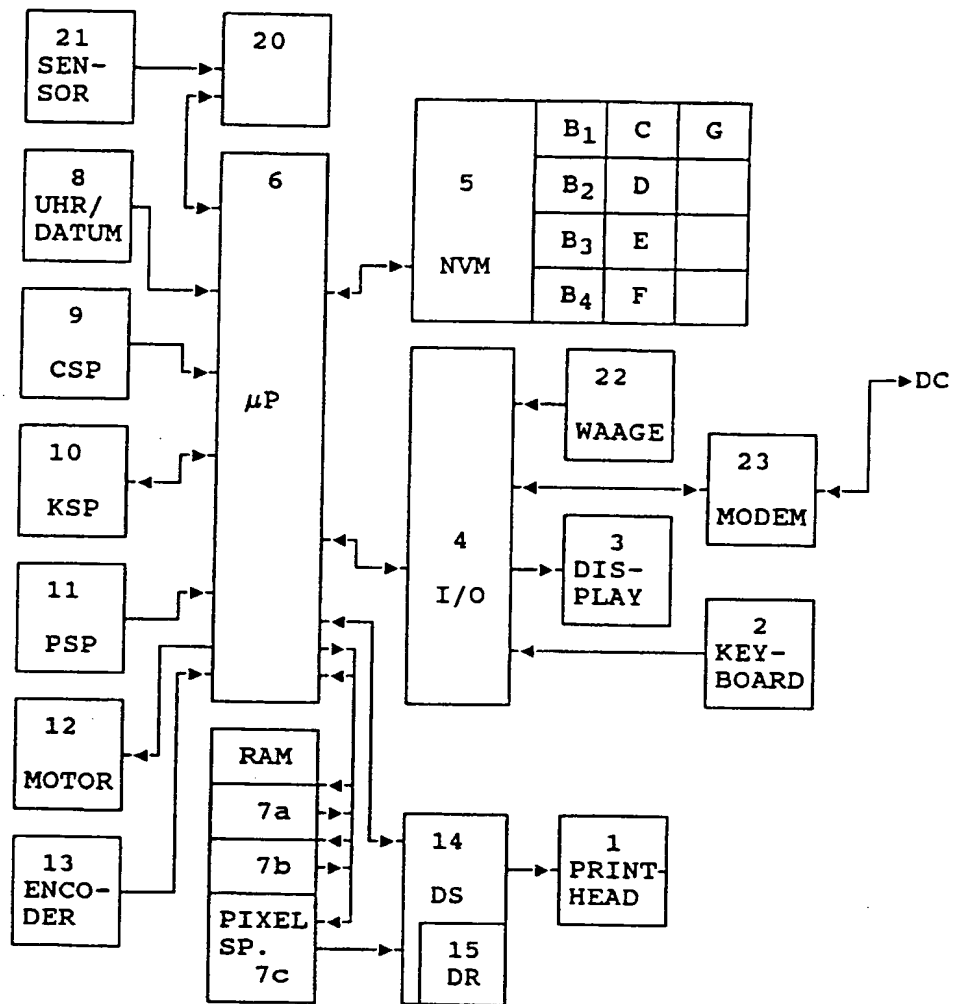 21
SEN-
SOR
20
8
UHR/
DATUM
6
μP
5
NVM
B1 C G
B2 D
B3 E
B4 F
9
CSP
10
KSP
11
PSP
12
MOTOR
13
ENCO-
DER
4
I/O
22
WAAGE
DC
23
MODEM
3
DIS-
PLAY
2
KEY-
BOARD
RAM
7a
7b
PIXEL
SP.
7c
14
DS
15
DR
1
PRINT-
HEAD